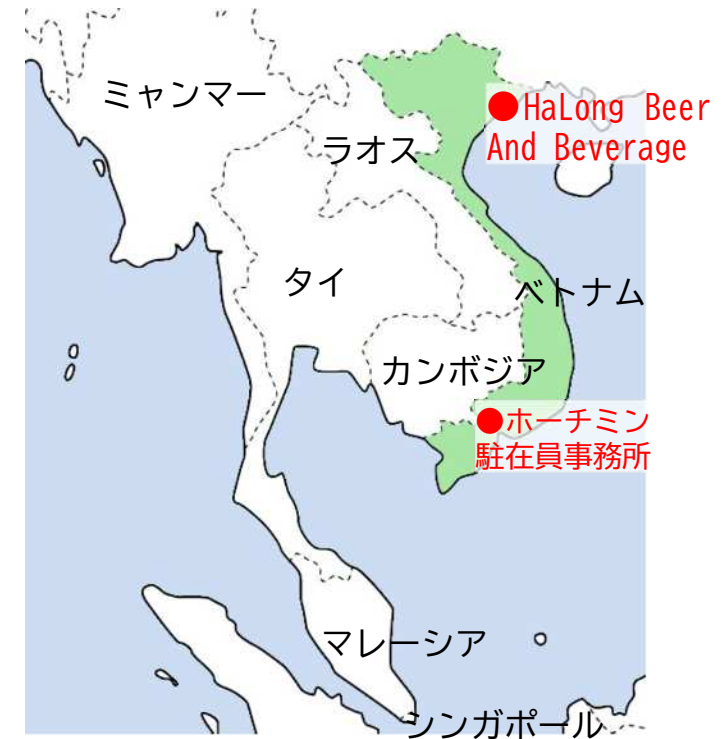 ミャンマー
●HaLong Beer
And Beverage
ラオス
タイ
ベトナム
カンボジア
●ホーチミン
駐在員事務所
マレーシア
シンガポール